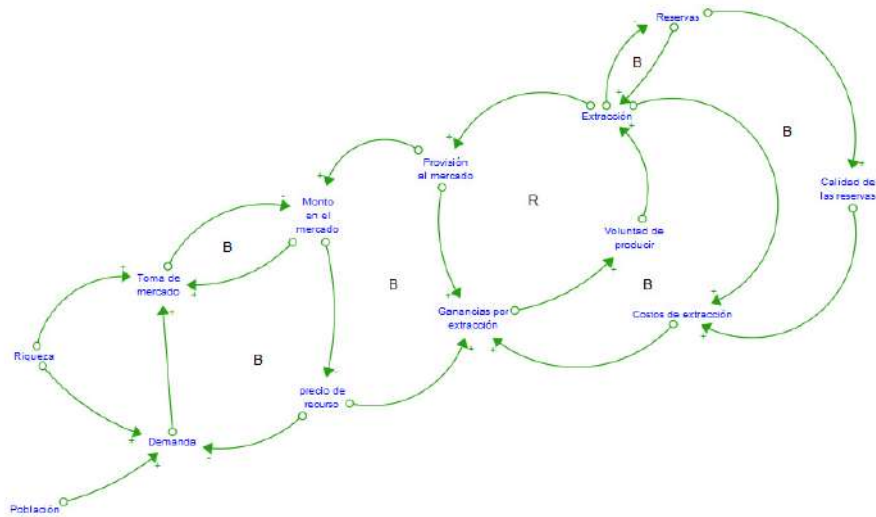 Reservas
B
Extracción
B
Provisión
al mercado
Calidad de
las reservas
Monto
en el
mercado
R
Voluntad de
producir
B
Toma de
mercado
B
B
Ganancias por
extracción
Costos de extracción
Riqueza
B
precio de
recurso
Demanda
Población